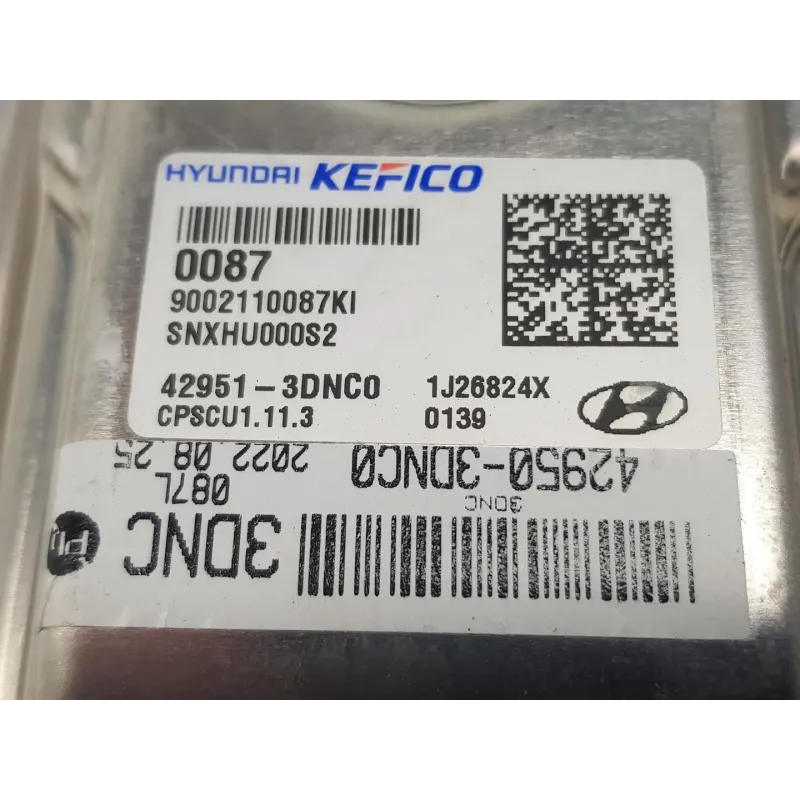 HYUNDAI KEFICO
0087
9002110087KI
SNXHU000S2
42951-3DNC0 1J26824X
CPSCU1.11.3 0139
42950-3DNC0 2022 08 25
3DNC 087L
3DNC